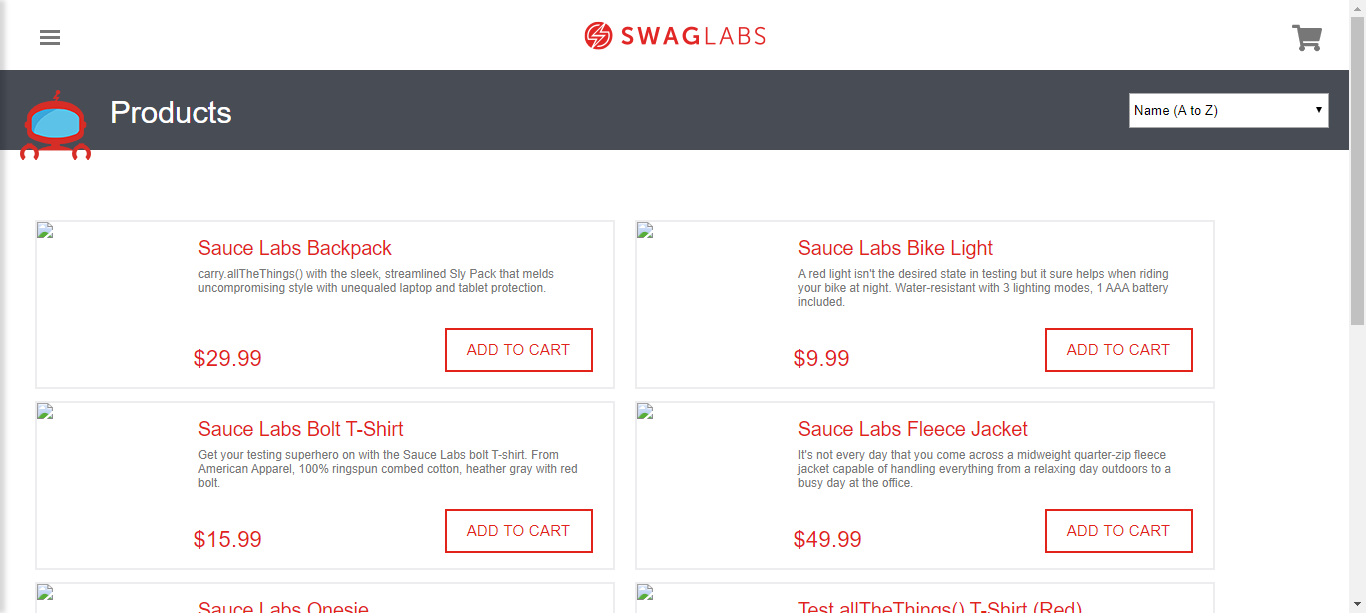 SWAGLABS
Products
Name (A to Z)
Sauce Labs Backpack
carry.allTheThings() with the sleek, streamlined Sly Pack that melds
uncompromising style with unequaled laptop and tablet protection.
$29.99
ADD TO CART
Sauce Labs Bike Light
A red light isn't the desired state in testing but it sure helps when riding
your bike at night. Water-resistant with 3 lighting modes, 1 AAA battery
included.
$9.99
ADD TO CART
Sauce Labs Bolt T-Shirt
Get your testing superhero on with the Sauce Labs bolt T-shirt. From
American Apparel, 100% ringspun combed cotton, heather gray with red
bolt.
$15.99
ADD TO CART
Sauce Labs Fleece Jacket
It's not every day that you come across a midweight quarter-zip fleece
jacket capable of handling everything from a relaxing day outdoors to a
busy day at the office.
$49.99
ADD TO CART
Sauce Labs Onesie
Test.allTheThings() T-Shirt (Red)